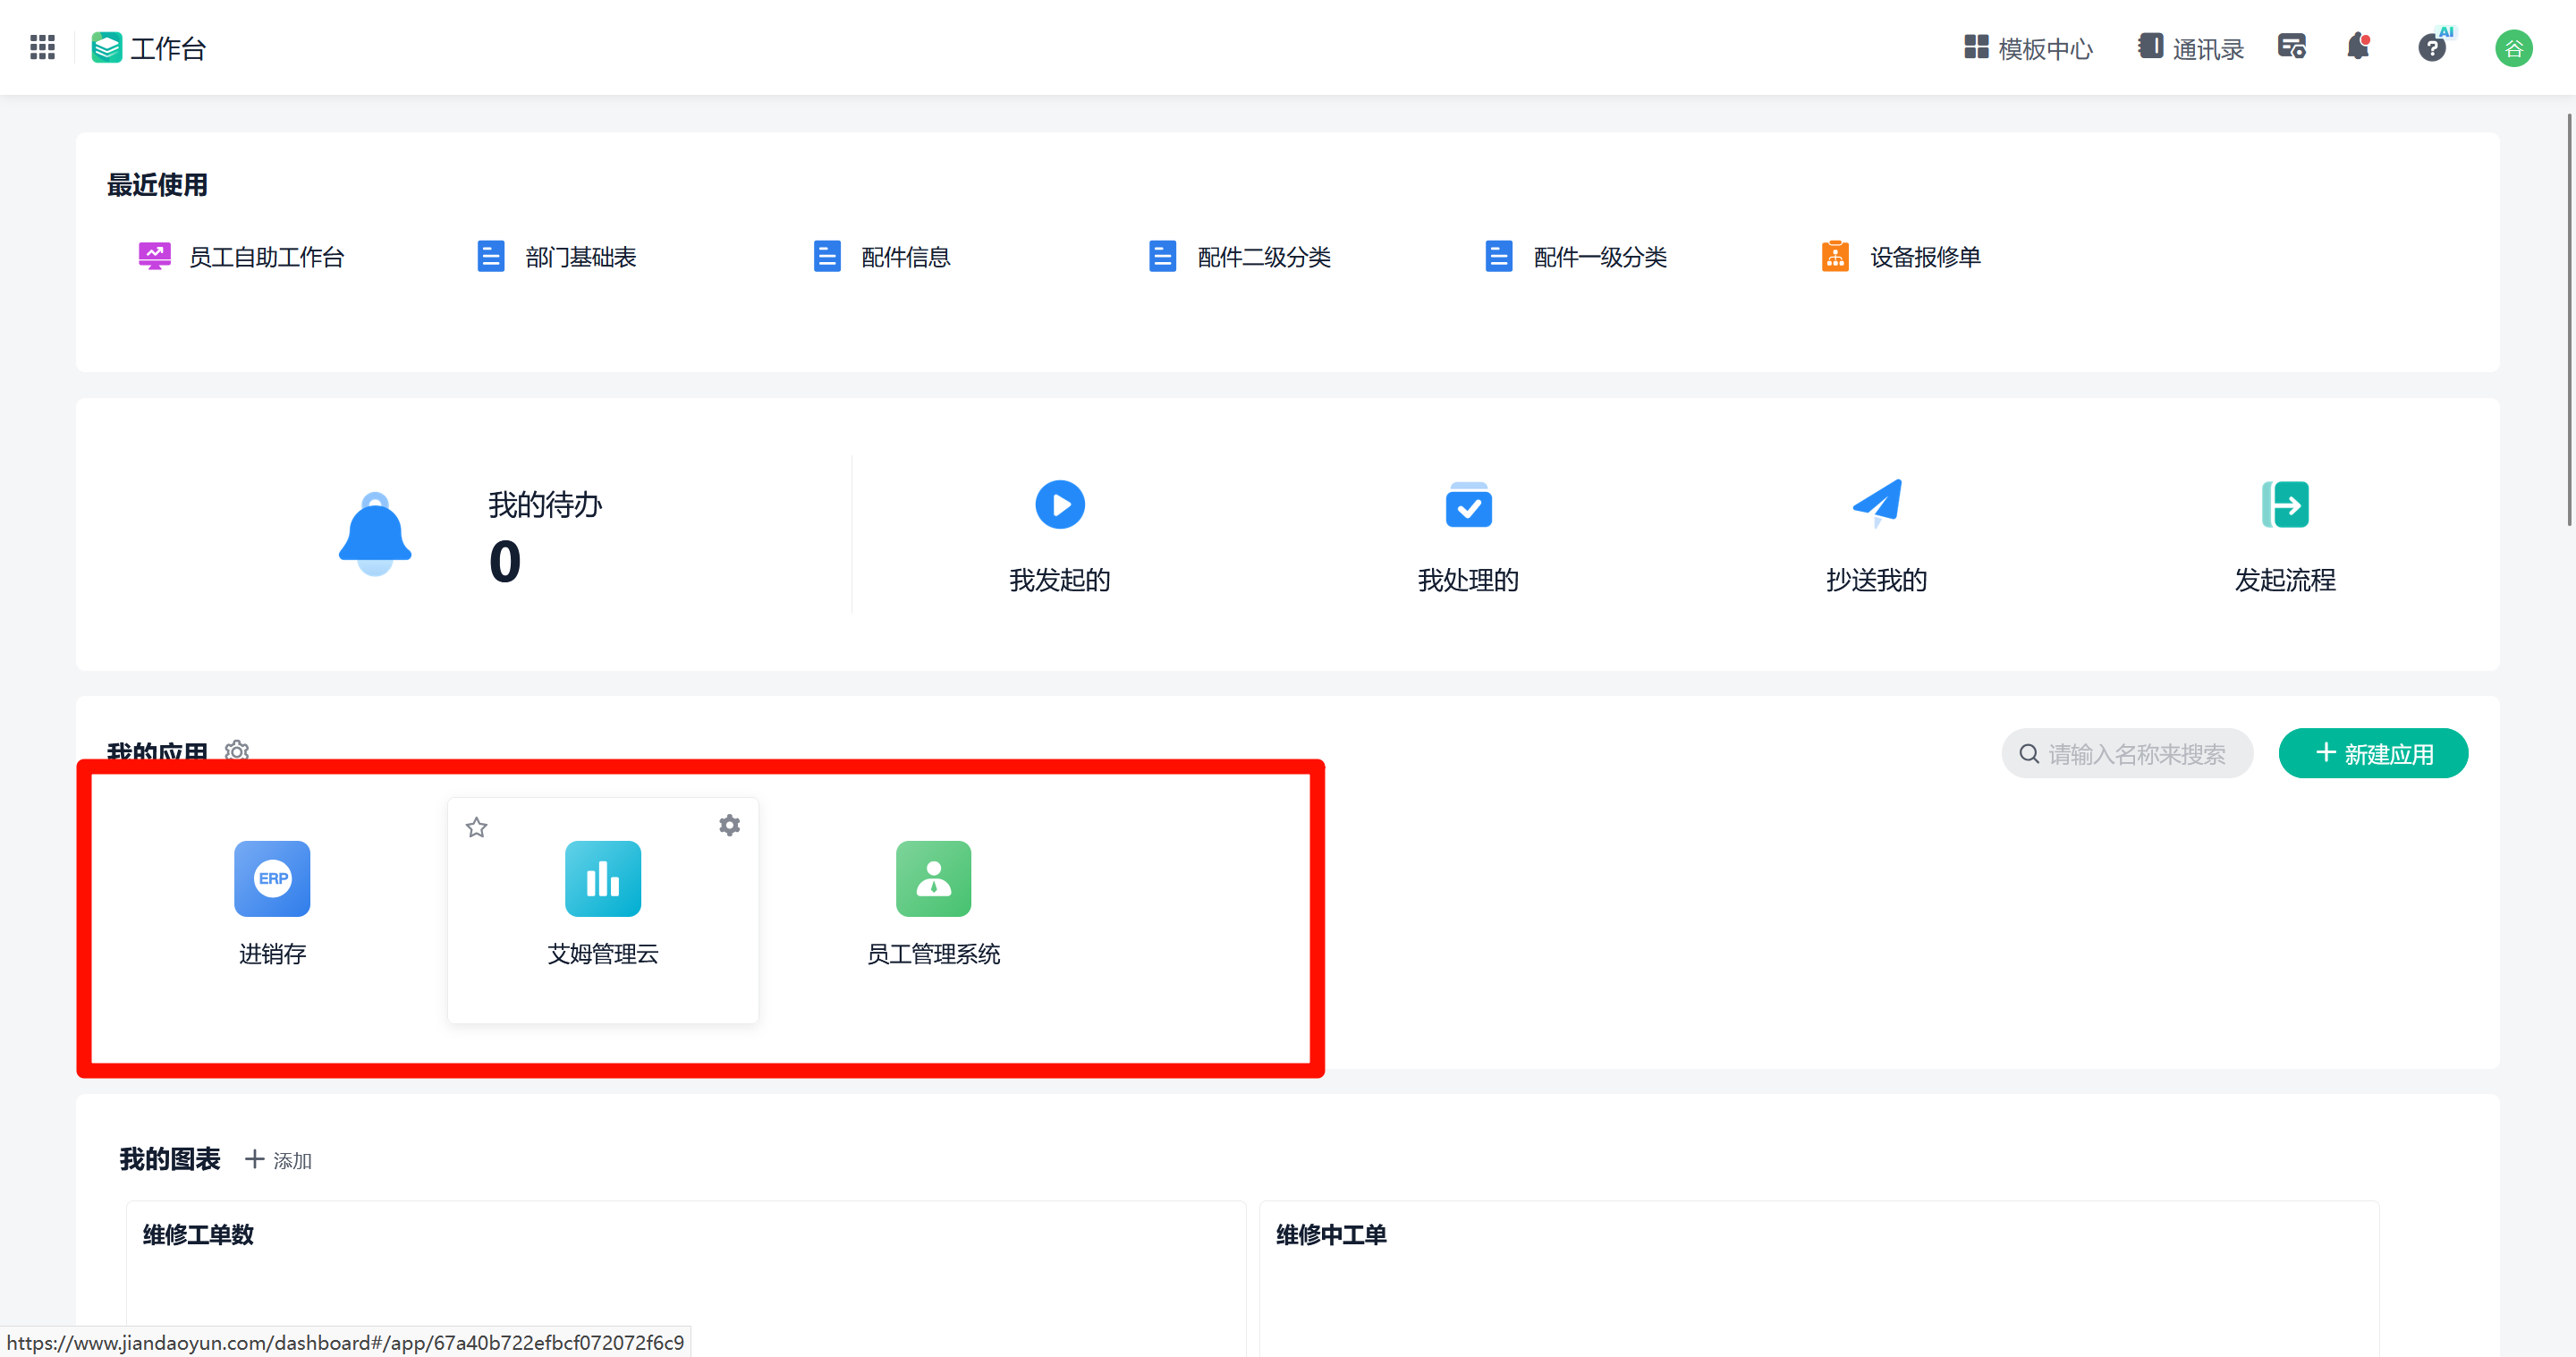 工作台
模板中心
通讯录
AI
谷
最近使用
员工自助工作台
部门基础表
配件信息
配件二级分类
配件一级分类
设备报修单
我的待办
0
我发起的
我处理的
抄送我的
发起流程
我的应用
请输入名称来搜索
新建应用
ERP
进销存
艾姆管理云
员工管理系统
我的图表
添加
维修工单数
维修中工单
https://www.jiandaoyun.com/dashboard#/app/67a40b722efbcf072072f6c9